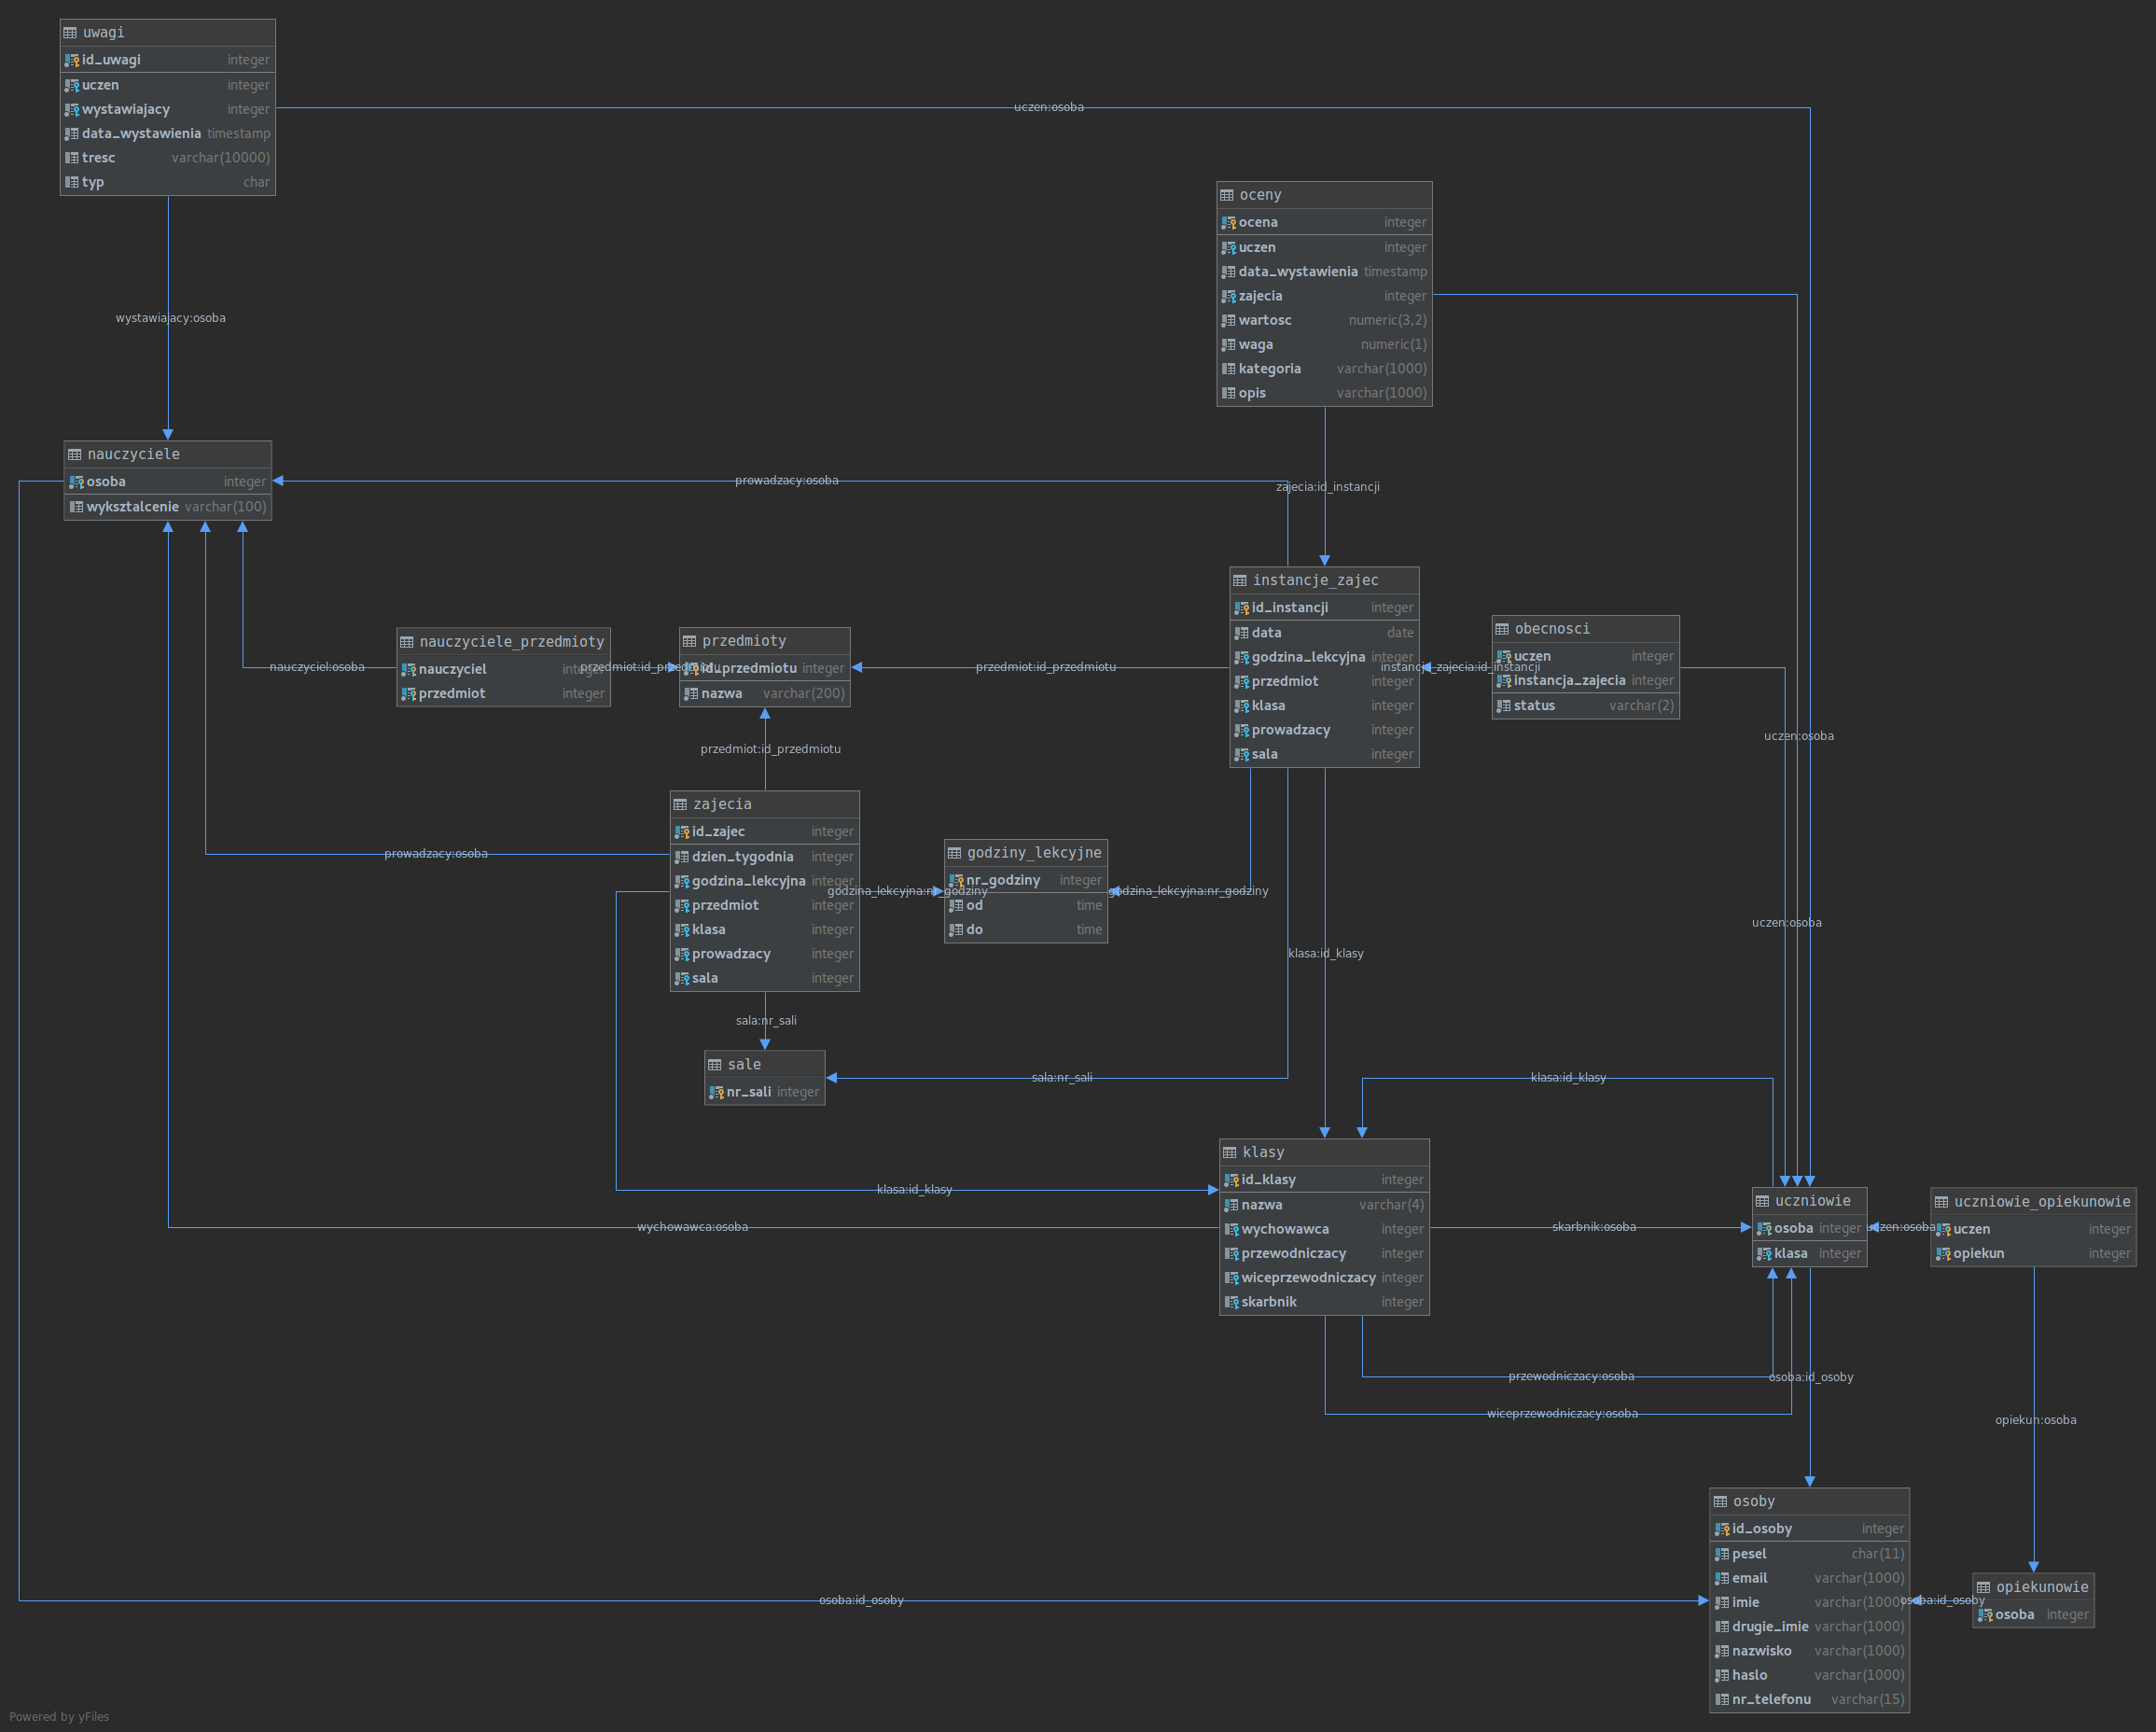 uwagi
id_uwagi integer
uczen integer
wystawiajacy integer
data_wystawienia timestamp
tresc varchar(10000)
typ char
uczen:osoba
wystawiajacy:osoba
oceny
ocena integer
uczen integer
data_wystawienia timestamp
zajecia integer
wartosc numeric(3,2)
waga numeric(1)
kategoria varchar(1000)
opis varchar(1000)
nauczyciele
osoba integer
wyksztalcenie varchar(100)
prowadzacy:osoba
zajecia:id_instancji
instancje_zajec
id_instancji integer
data date
godzina_lekcyjna integer
przedmiot integer
klasa integer
prowadzacy integer
sala integer
obecnosci
uczen integer
instancja_zajecia integer
status varchar(2)
instancja_zajecia:id_instancji
nauczyciele_przedmioty
nauczyciel integer
przedmiot integer
nauczyciel:osoba
przedmiot:id_przedmiotu
przedmioty
id_przedmiotu integer
nazwa varchar(200)
przedmiot:id_przedmiotu
uczen:osoba
przedmiot:id_przedmiotu
zajecia
id_zajec integer
dzien_tygodnia integer
godzina_lekcyjna integer
przedmiot integer
klasa integer
prowadzacy integer
sala integer
prowadzacy:osoba
godzina_lekcyjna:nr_godziny
godziny_lekcyjne
nr_godziny integer
od time
do time
godzina_lekcyjna:nr_godziny
uczen:osoba
klasa:id_klasy
sala:nr_sali
sale
nr_sali integer
sala:nr_sali
klasa:id_klasy
klasy
id_klasy integer
nazwa varchar(4)
wychowawca integer
przewodniczacy integer
wiceprzewodniczacy integer
skarbnik integer
klasa:id_klasy
wychowawca:osoba
skarbnik:osoba
uczniowie
osoba integer
klasa integer
uczen:osoba
uczniowie_opiekunowie
uczen integer
opiekun integer
przewodniczacy:osoba
osoba:id_osoby
wiceprzewodniczacy:osoba
opiekun:osoba
osoby
id_osoby integer
pesel char(11)
email varchar(1000)
imie varchar(1000)
drugie_imie varchar(1000)
nazwisko varchar(1000)
haslo varchar(1000)
nr_telefonu varchar(15)
osoba:id_osoby
osoba:id_osoby
opiekunowie
osoba integer
Powered by yFiles